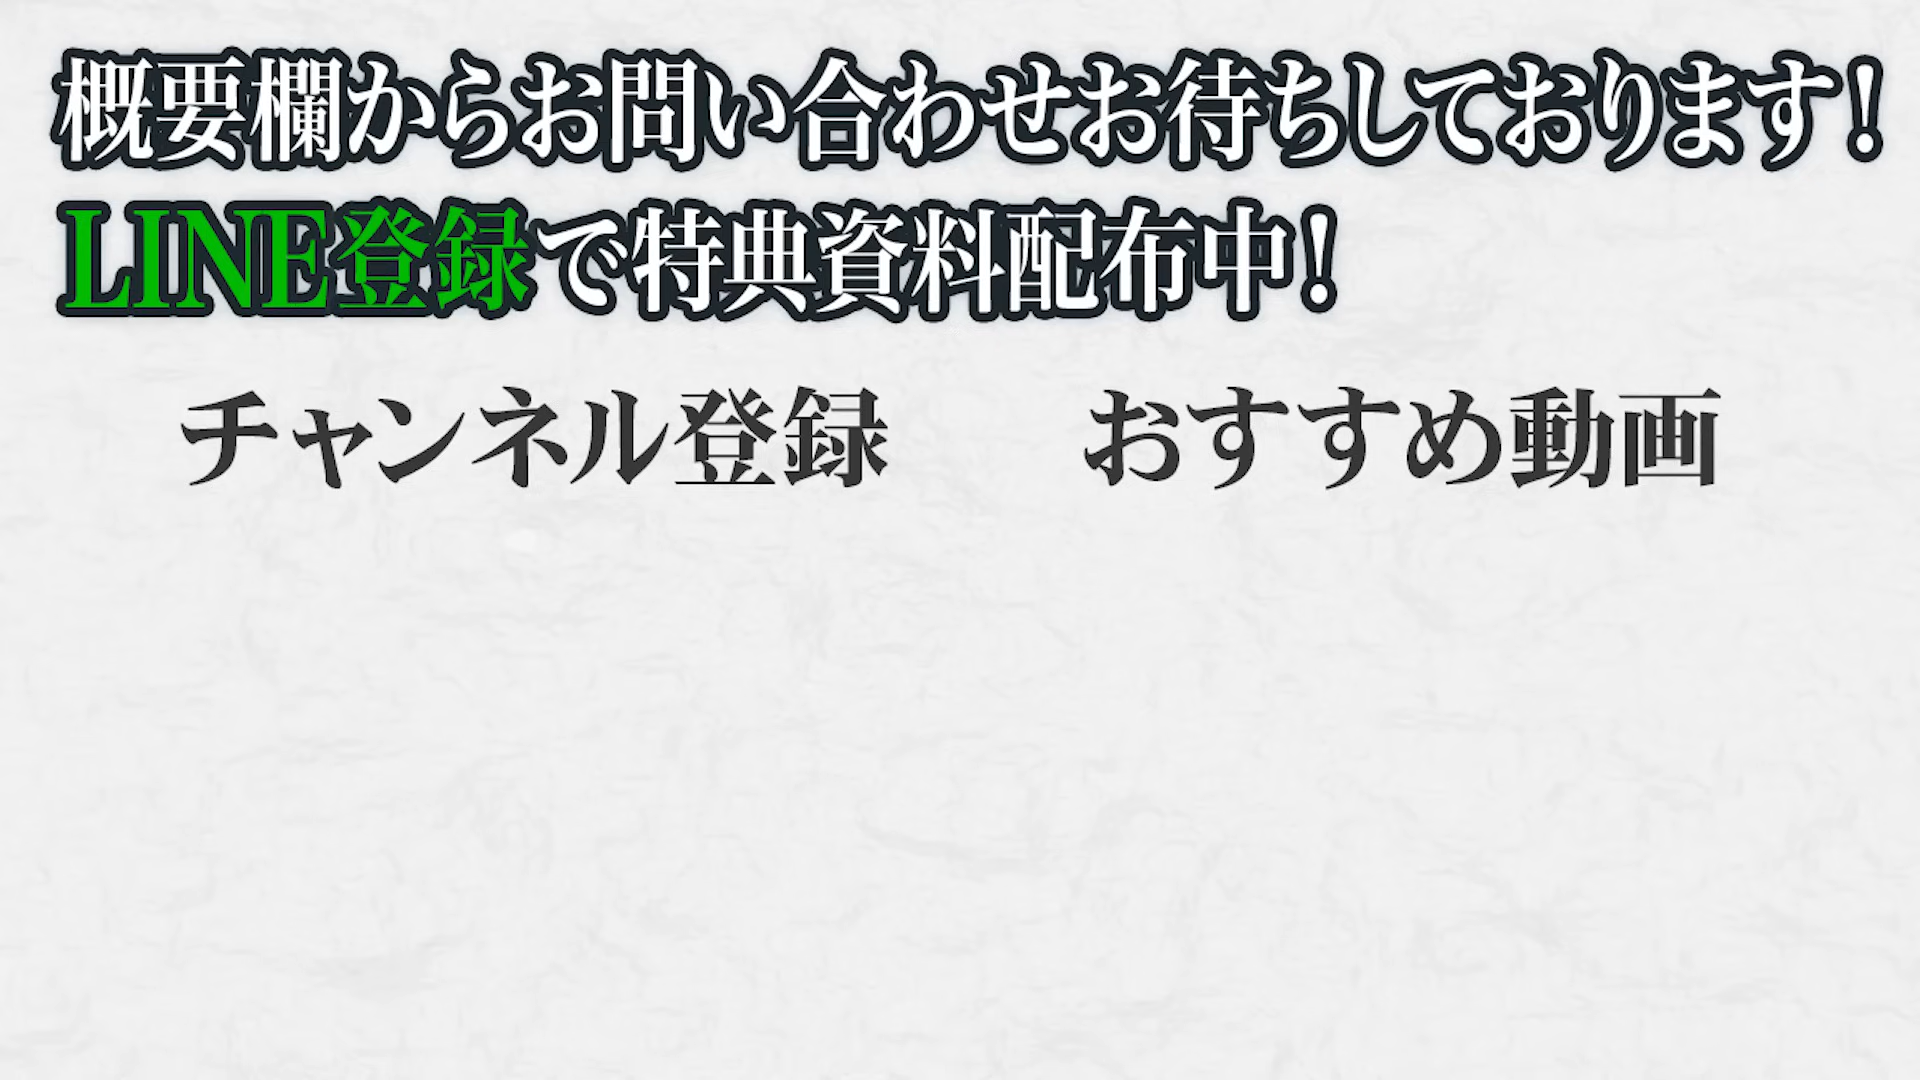 概要欄からお問い合わせお待ちしております！
LINE登録で特典資料配布中！
チャンネル登録 おすすめ動画